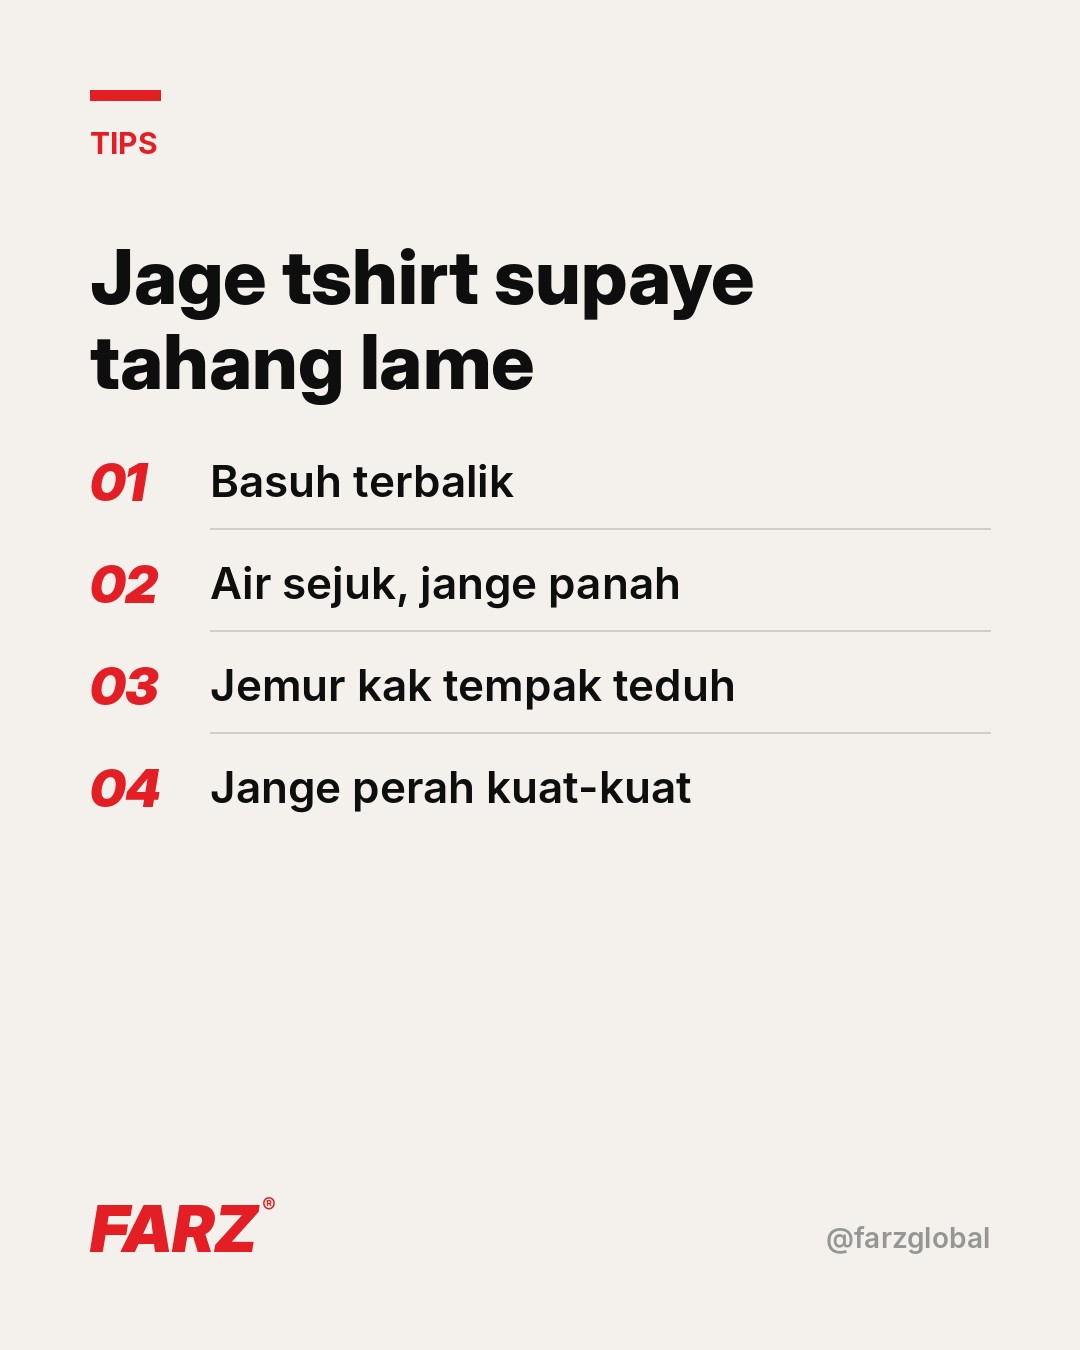 TIPS
Jage tshirt supaye
tahang lame
01 Basuh terbalik
02 Air sejuk, jange panah
03 Jemur kak tempak teduh
04 Jange perah kuat-kuat
FARZ®
@farzglobal